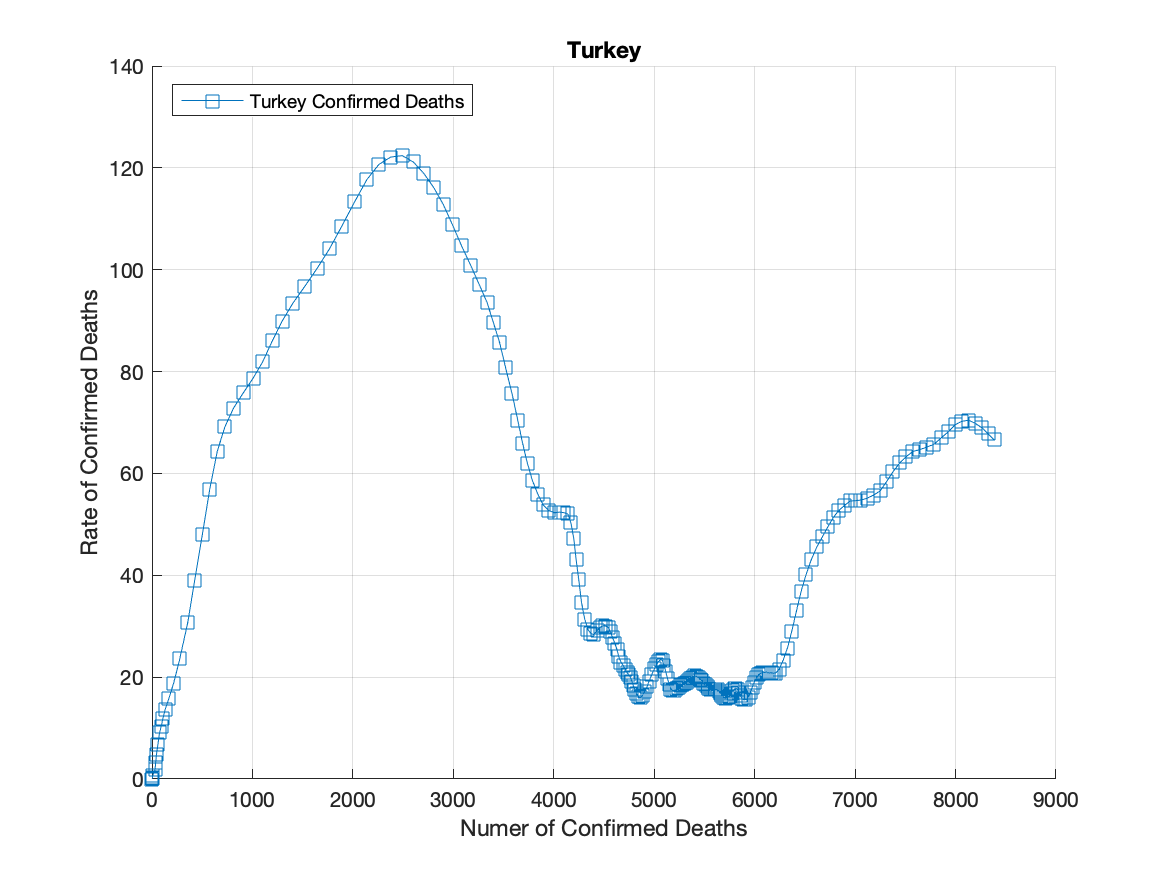 Turkey
140
Turkey Confirmed Deaths
120
100
80
60
40
20
0
Rate of Confirmed Deaths
0 1000 2000 3000 4000 5000 6000 7000 8000 9000
Numer of Confirmed Deaths